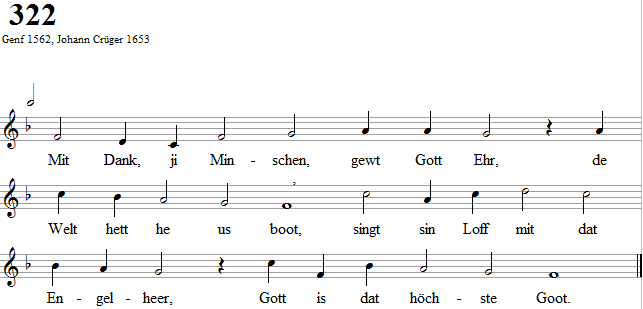 322
Genf 1562, Johann Crüger 1653
Mit Dank, ji Min - schen, gewt Gott Ehr, de
Welt hett he us boot, singt sin Loff mit dat
En - gel - heer, Gott is dat höch - ste Goot.